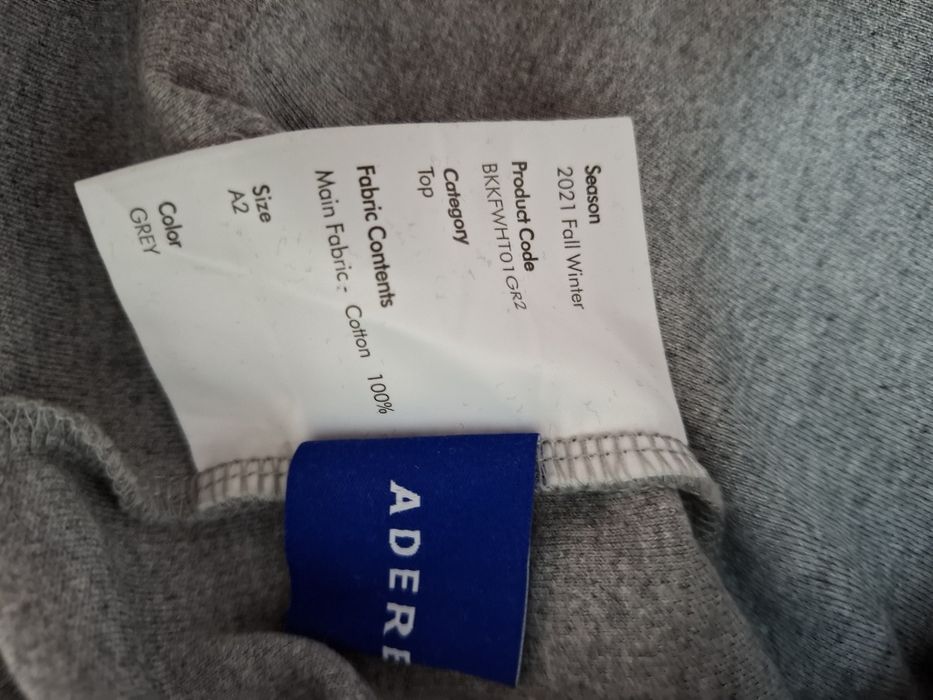 Season
2021 Fall Winter
Product Code
BKKFWHT01GR2
Category
Top
Fabric Contents
Main Fabric : Cotton 100%
Size
A2
Color
GREY
ADERE